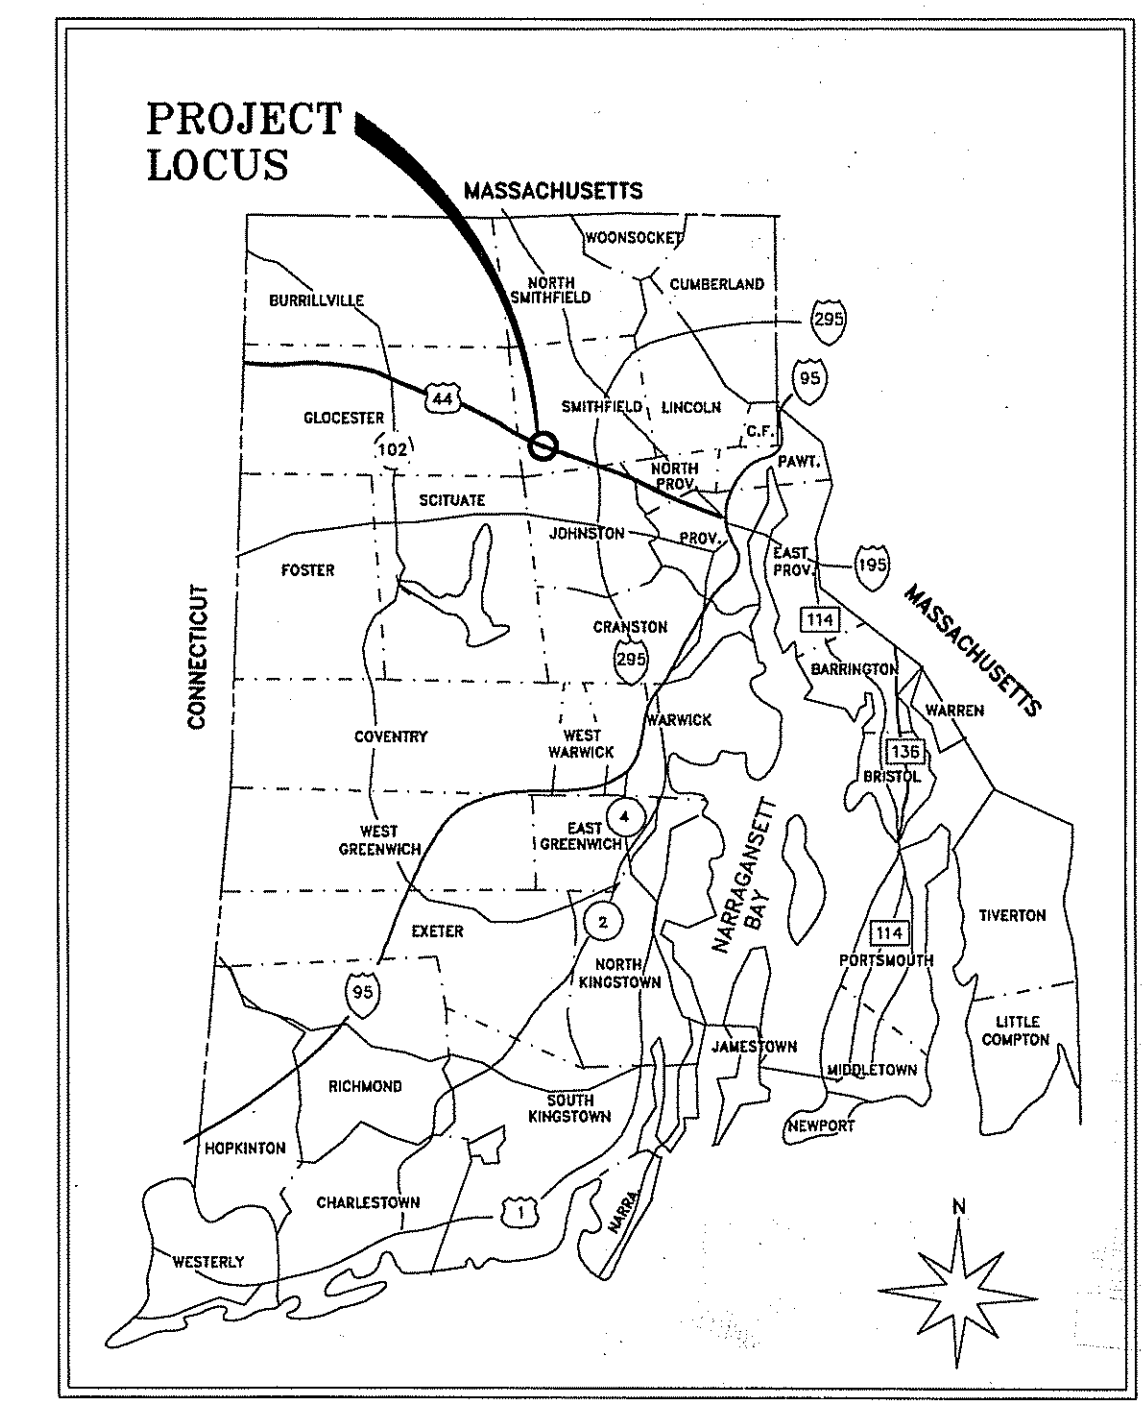 PROJECT
LOCUS
MASSACHUSETTS
WOONSOCKET
NORTH
SMITHFIELD
CUMBERLAND
BURRILLVILLE
295
95
44
GLOCESTER
SMITHFIELD
LINCOLN
C.F.
102
PAWT.
NORTH
PROV.
SCITUATE
JOHNSTON
PROV.
EAST
PROV.
195
FOSTER
CONNECTICUT
MASSACHUSETTS
114
CRANSTON
295
BARRINGTON
WARREN
COVENTRY
WEST
WARWICK
WARWICK
136
BRISTOL
4
WEST
GREENWICH
EAST
GREENWICH
NARRAGANSETT
BAY
2
EXETER
TIVERTON
114
PORTSMOUTH
NORTH
KINGSTOWN
95
LITTLE
COMPTON
JAMESTOWN
MIDDLETOWN
RICHMOND
SOUTH
KINGSTOWN
NEWPORT
HOPKINTON
CHARLESTOWN
1
NARRA.
N
WESTERLY